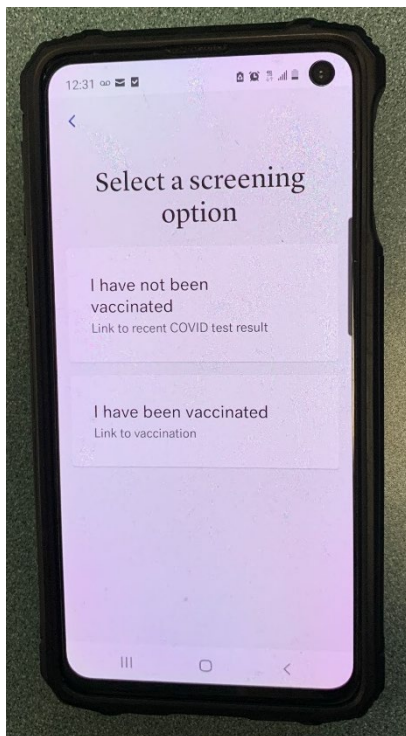 12:31
Select a screening
option
I have not been
vaccinated
Link to recent COVID test result
I have been vaccinated
Link to vaccination